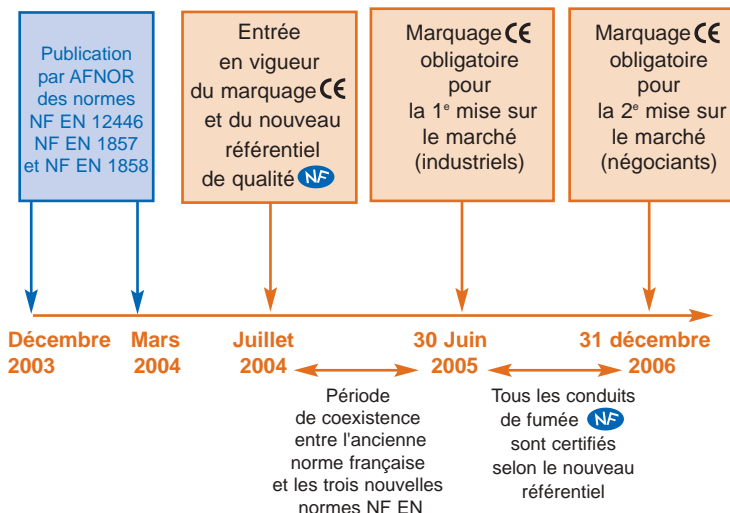 Publication
par AFNOR
des normes
NF EN 12446
NF EN 1857
et NF EN 1858
Entrée
en vigueur
du marquage CE
et du nouveau
référentiel
de qualité NF
Marquage CE
obligatoire
pour
la 1e mise sur
le marché
(industriels)
Marquage CE
obligatoire
pour
la 2e mise sur
le marché
(négociants)
Décembre
2003
Mars
2004
Juillet
2004
30 Juin
2005
31 décembre
2006
Période
de coexistence
entre l'ancienne
norme française
et les trois nouvelles
normes NF EN
Tous les conduits
de fumée NF
sont certifiés
selon le nouveau
référentiel